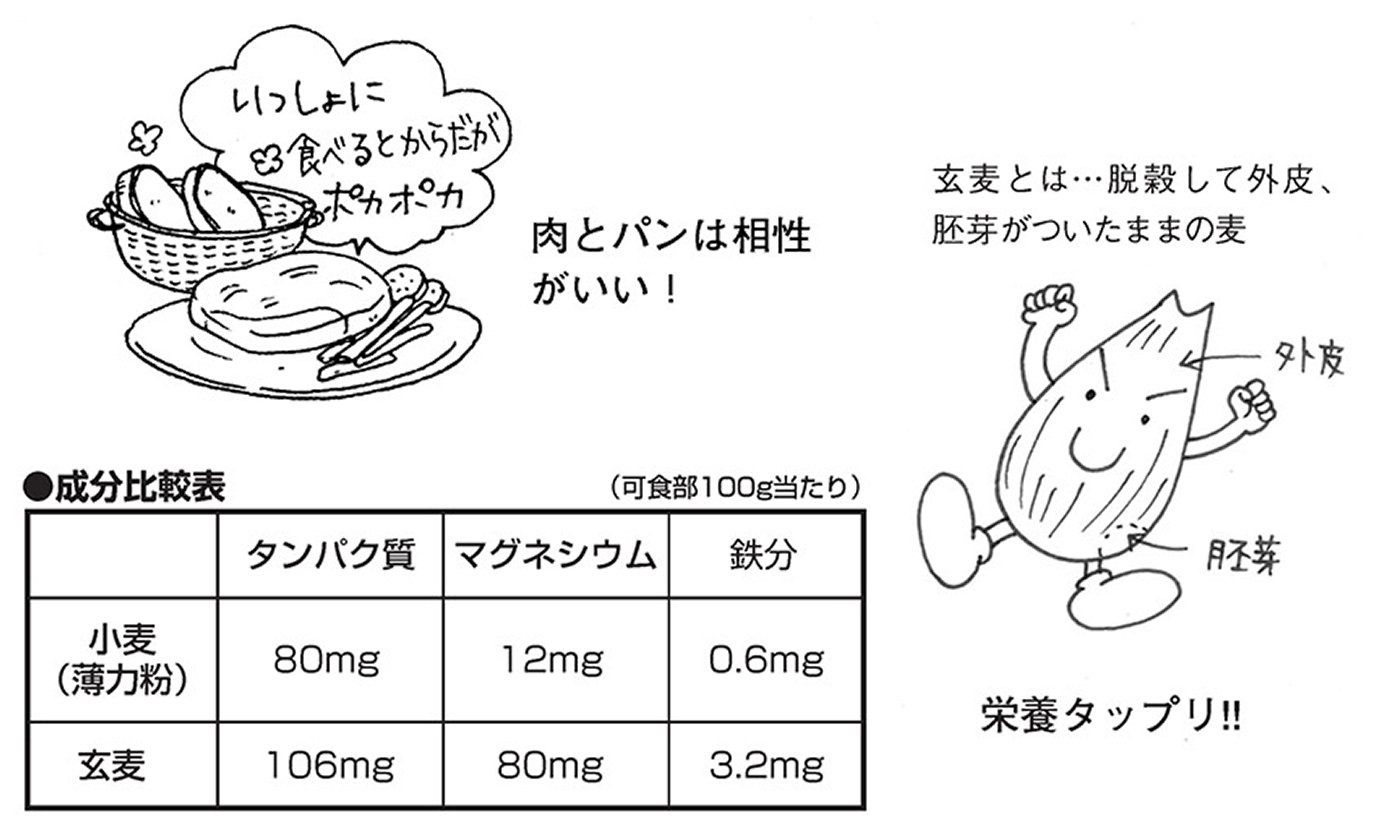 いっしょに
食べるとからだが
ポカポカ
肉とパンは相性
がいい！
玄麦とは…脱穀して外皮、
胚芽がついたままの麦
外皮
胚芽
栄養タップリ!!
●成分比較表 （可食部100g当たり）
タンパク質 マグネシウム 鉄分
小麦
（薄力粉） 80mg 12mg 0.6mg
玄麦 106mg 80mg 3.2mg